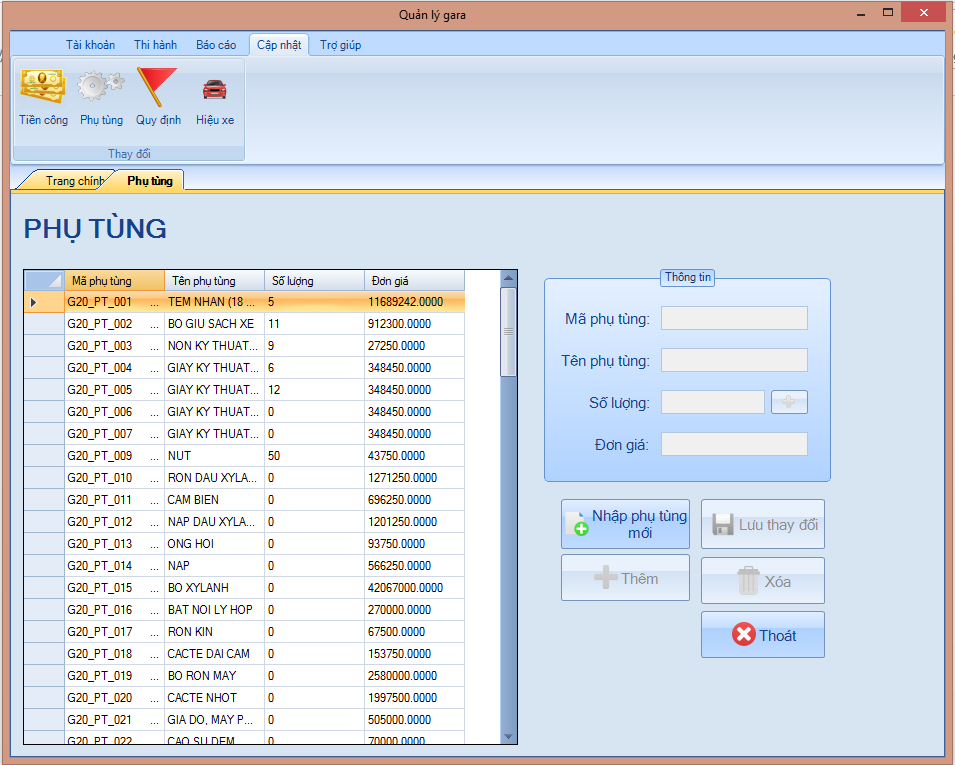 Quản lý gara
Tài khoản Thi hành Báo cáo Cập nhật Trợ giúp
Tiền công Phụ tùng Quy định Hiệu xe
Thay đổi
Trang chính Phụ tùng
PHỤ TÙNG
Mã phụ tùng Tên phụ tùng Số lượng Đơn giá
G20_PT_001 ... TEM NHAN (18 ... 5 11689242.0000
G20_PT_002 ... BO GIU SACH XE 11 912300.0000
G20_PT_003 ... NON KY THUAT... 9 27250.0000
G20_PT_004 ... GIAY KY THUAT... 6 348450.0000
G20_PT_005 ... GIAY KY THUAT... 12 348450.0000
G20_PT_006 ... GIAY KY THUAT... 0 348450.0000
G20_PT_007 ... GIAY KY THUAT... 0 348450.0000
G20_PT_009 ... NUT 50 43750.0000
G20_PT_010 ... RON DAU XYLA... 0 1271250.0000
G20_PT_011 ... CAM BIEN 0 696250.0000
G20_PT_012 ... NAP DAU XYLA... 0 1201250.0000
G20_PT_013 ... ONG HOI 0 93750.0000
G20_PT_014 ... NAP 0 566250.0000
G20_PT_015 ... BO XYLANH 0 42067000.0000
G20_PT_016 ... BAT NOI LY HOP 0 270000.0000
G20_PT_017 ... RON KIN 0 67500.0000
G20_PT_018 ... CACTE DAI CAM 0 153750.0000
G20_PT_019 ... BO RON MAY 0 2580000.0000
G20_PT_020 ... CACTE NHOT 0 1997500.0000
G20_PT_021 ... GIA DO, MAY P... 0 505000.0000
G20_PT_022 ... CAO SU DEM 0 70000.0000
Thông tin
Mã phụ tùng:
Tên phụ tùng:
Số lượng:
Đơn giá:
Nhập phụ tùng
mới
Lưu thay đổi
Thêm
Xóa
Thoát